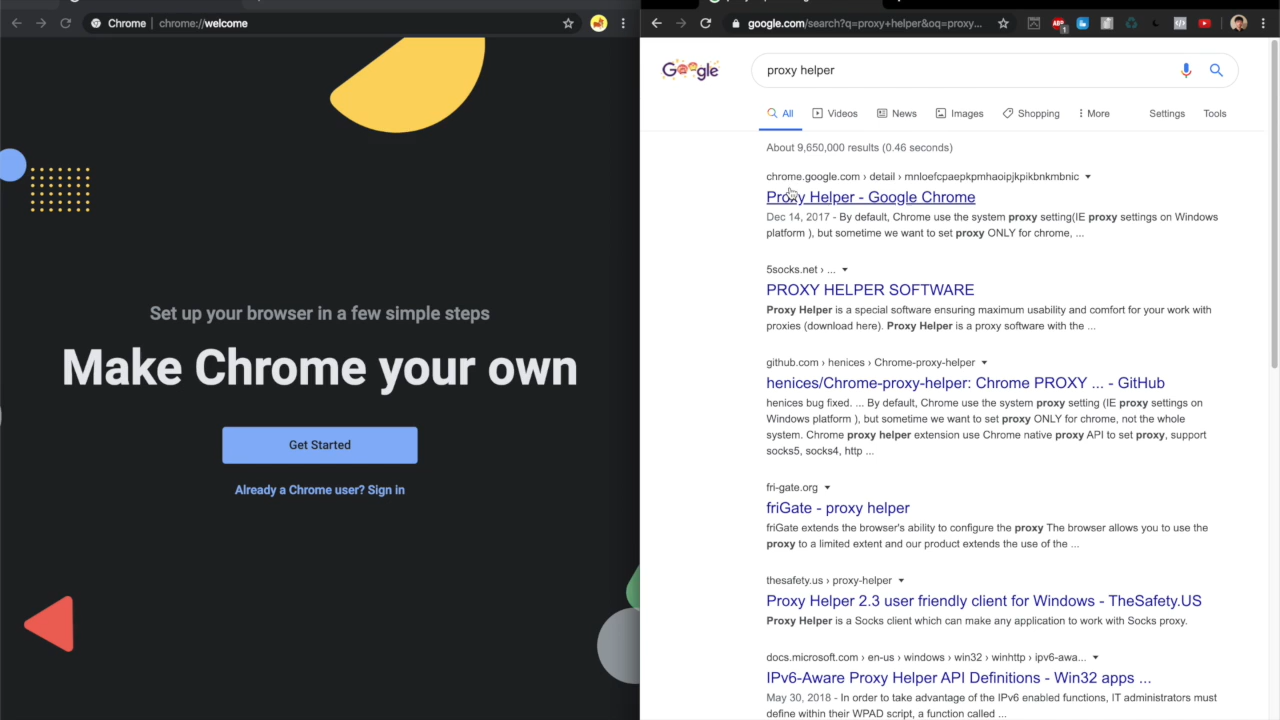 Chrome | chrome://welcome
Set up your browser in a few simple steps
Make Chrome your own
Get Started
Already a Chrome user? Sign in
google.com/search?q=proxy+helper&oq=proxy...
ABP
1
Google
proxy helper
All
Videos
News
Images
Shopping
More
Settings
Tools
About 9,650,000 results (0.46 seconds)
chrome.google.com › detail › mnloefcpaepkpmhaoipjkpikbnkmbnic
Proxy Helper - Google Chrome
Dec 14, 2017 - By default, Chrome use the system proxy setting(IE proxy settings on Windows
platform ), but sometime we want to set proxy ONLY for chrome, ...
5socks.net › ...
PROXY HELPER SOFTWARE
Proxy Helper is a special software ensuring maximum usability and comfort for your work with
proxies (download here). Proxy Helper is a proxy software with the ...
github.com › henices › Chrome-proxy-helper
henices/Chrome-proxy-helper: Chrome PROXY ... - GitHub
henices bug fixed. ... By default, Chrome use the system proxy setting (IE proxy settings on
Windows platform ), but sometime we want to set proxy ONLY for chrome, not the whole
system. Chrome proxy helper extension use Chrome native proxy API to set proxy, support
socks5, socks4, http ...
fri-gate.org
friGate - proxy helper
friGate extends the browser's ability to configure the proxy The browser allows you to use the
proxy to a limited extent and our product extends the use of the ...
thesafety.us › proxy-helper
Proxy Helper 2.3 user friendly client for Windows - TheSafety.US
Proxy Helper is a Socks client which can make any application to work with Socks proxy.
docs.microsoft.com › en-us › windows › win32 › winhttp › ipv6-awa...
IPv6-Aware Proxy Helper API Definitions - Win32 apps ...
May 30, 2018 - In order to take advantage of the IPv6 enabled functions, IT administrators must
define within their WPAD script, a function called ...